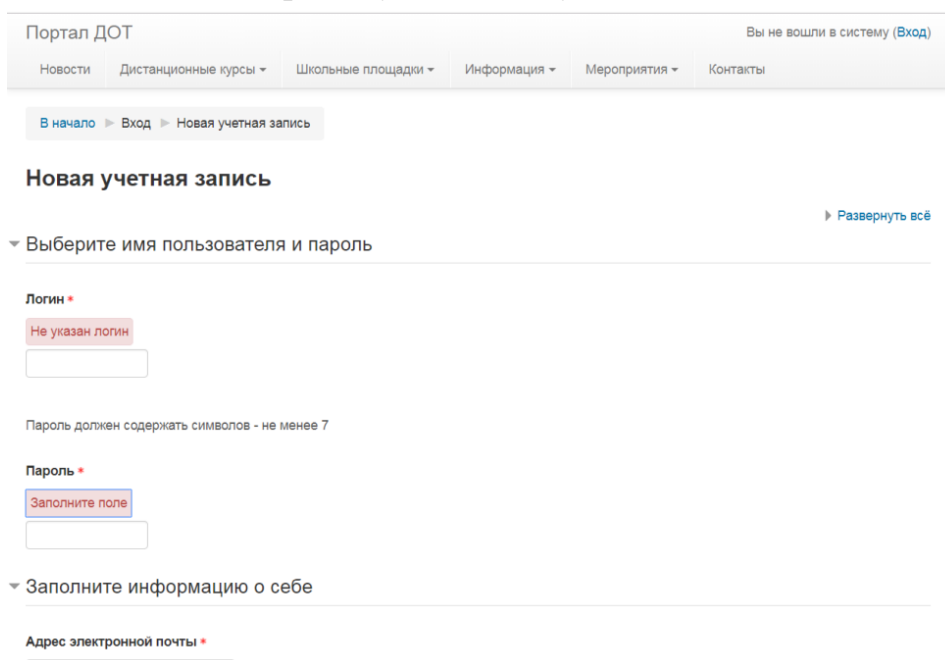 Портал ДОТ
Вы не вошли в систему (Вход)
Новости Дистанционные курсы Школьные площадки Информация Мероприятия Контакты
В начало Вход Новая учетная запись
Новая учетная запись
Развернуть всё
Выберите имя пользователя и пароль
Логин *
Не указан логин
Пароль должен содержать символов - не менее 7
Пароль *
Заполните поле
Заполните информацию о себе
Адрес электронной почты *